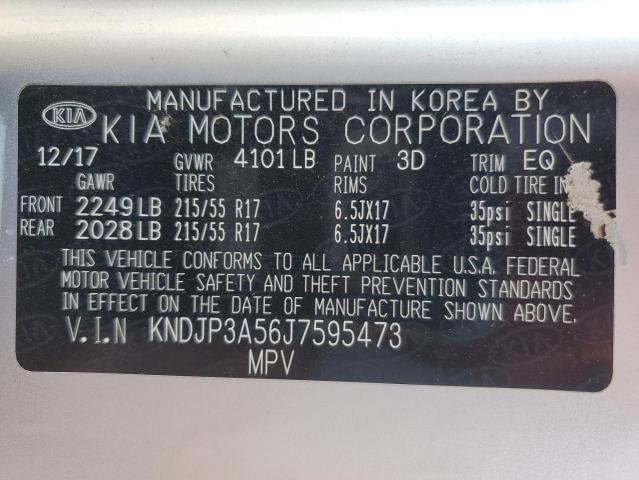 MANUFACTURED IN KOREA BY
KIA KIA MOTORS CORPORATION
12/17 GVWR 4101 LB PAINT 3D TRIM EQ
GAWR TIRES RIMS COLD TIRE IN
FRONT 2249 LB 215/55 R17 6.5JX17 35psi SINGLE
REAR 2028 LB 215/55 R17 6.5JX17 35psi SINGLE
THIS VEHICLE CONFORMS TO ALL APPLICABLE U.S.A. FEDERAL
MOTOR VEHICLE SAFETY AND THEFT PREVENTION STANDARDS
IN EFFECT ON THE DATE OF MANUFACTURE SHOWN ABOVE.
V.I.N KNDJP3A56J7595473
MPV